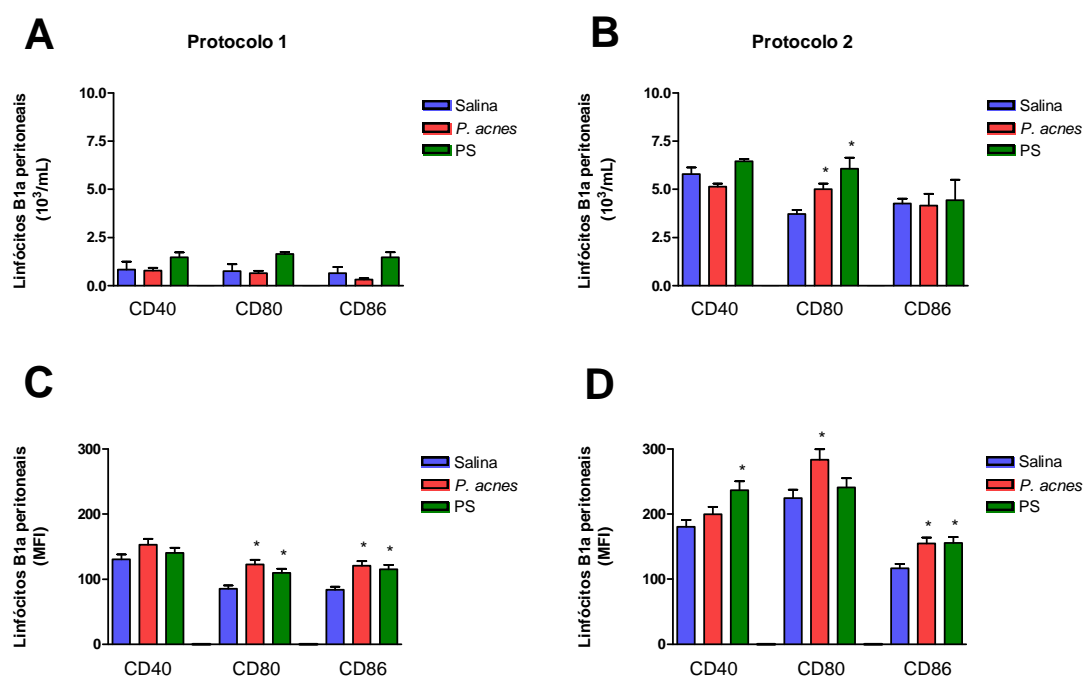 A
Protocolo 1
Linfócitos B1a peritoneais
(10³/mL)
10.0
7.5
5.0
2.5
0.0
CD40
CD80
CD86
Salina
P. acnes
PS
B
Protocolo 2
Linfócitos B1a peritoneais
(10³/mL)
10.0
7.5
5.0
2.5
0.0
* *
CD40
CD80
CD86
Salina
P. acnes
PS
C
Linfócitos B1a peritoneais
(MFI)
300
200
100
0
* * * *
CD40
CD80
CD86
Salina
P. acnes
PS
D
Linfócitos B1a peritoneais
(MFI)
300
200
100
0
* * * *
CD40
CD80
CD86
Salina
P. acnes
PS